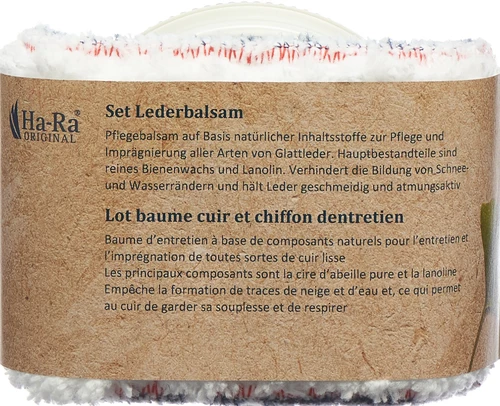 Ha-Ra®
ORIGINAL
Set Lederbalsam
Pflegebalsam auf Basis natürlicher Inhaltsstoffe zur Pflege und
Imprägnierung aller Arten von Glattleder. Hauptbestandteile sind
reines Bienenwachs und Lanolin. Verhindert die Bildung von Schnee-
und Wasserrändern und hält Leder geschmeidig und atmungsaktiv
Lot baume cuir et chiffon dentretien
Baume d'entretien à base de composants naturels pour l'entretien et
l'imprégnation de toutes sortes de cuir lisse
Les principaux composants sont la cire d'abeille pure et la lanoline
Empêche la formation de traces de neige et d'eau et, ce qui permet
au cuir de garder sa souplesse et de respirer